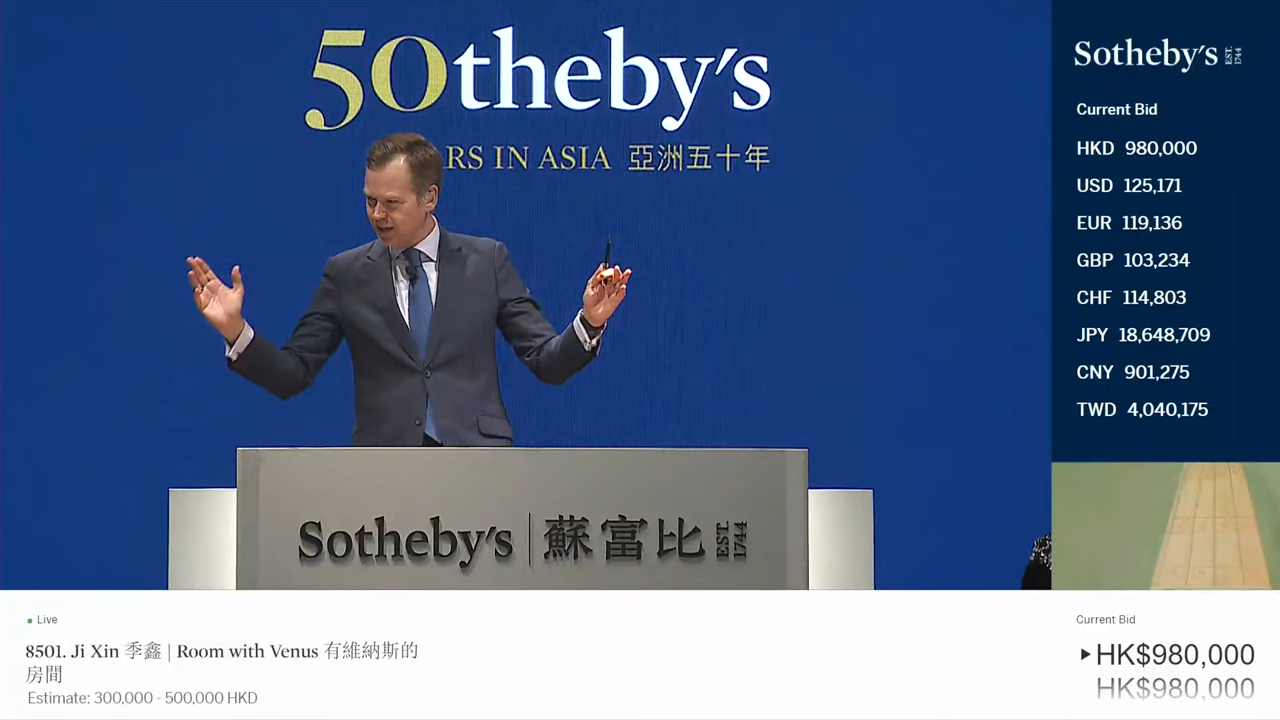 50theby's
RS IN ASIA 亞洲五十年
Sotheby's | 蘇富比 EST. 1744
Sotheby's EST. 1744
Current Bid
HKD 980,000
USD 125,171
EUR 119,136
GBP 103,234
CHF 114,803
JPY 18,648,709
CNY 901,275
TWD 4,040,175
Live
8501. Ji Xin 季鑫 | Room with Venus 有維納斯的
房間
Estimate: 300,000 - 500,000 HKD
Current Bid
HK$980,000
HK$980,000